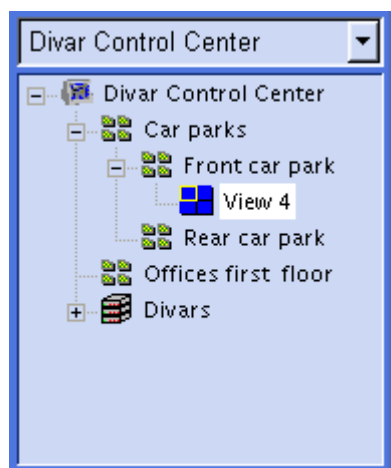 Divar Control Center
Divar Control Center
Car parks
Front car park
View 4
Rear car park
Offices first floor
Divars